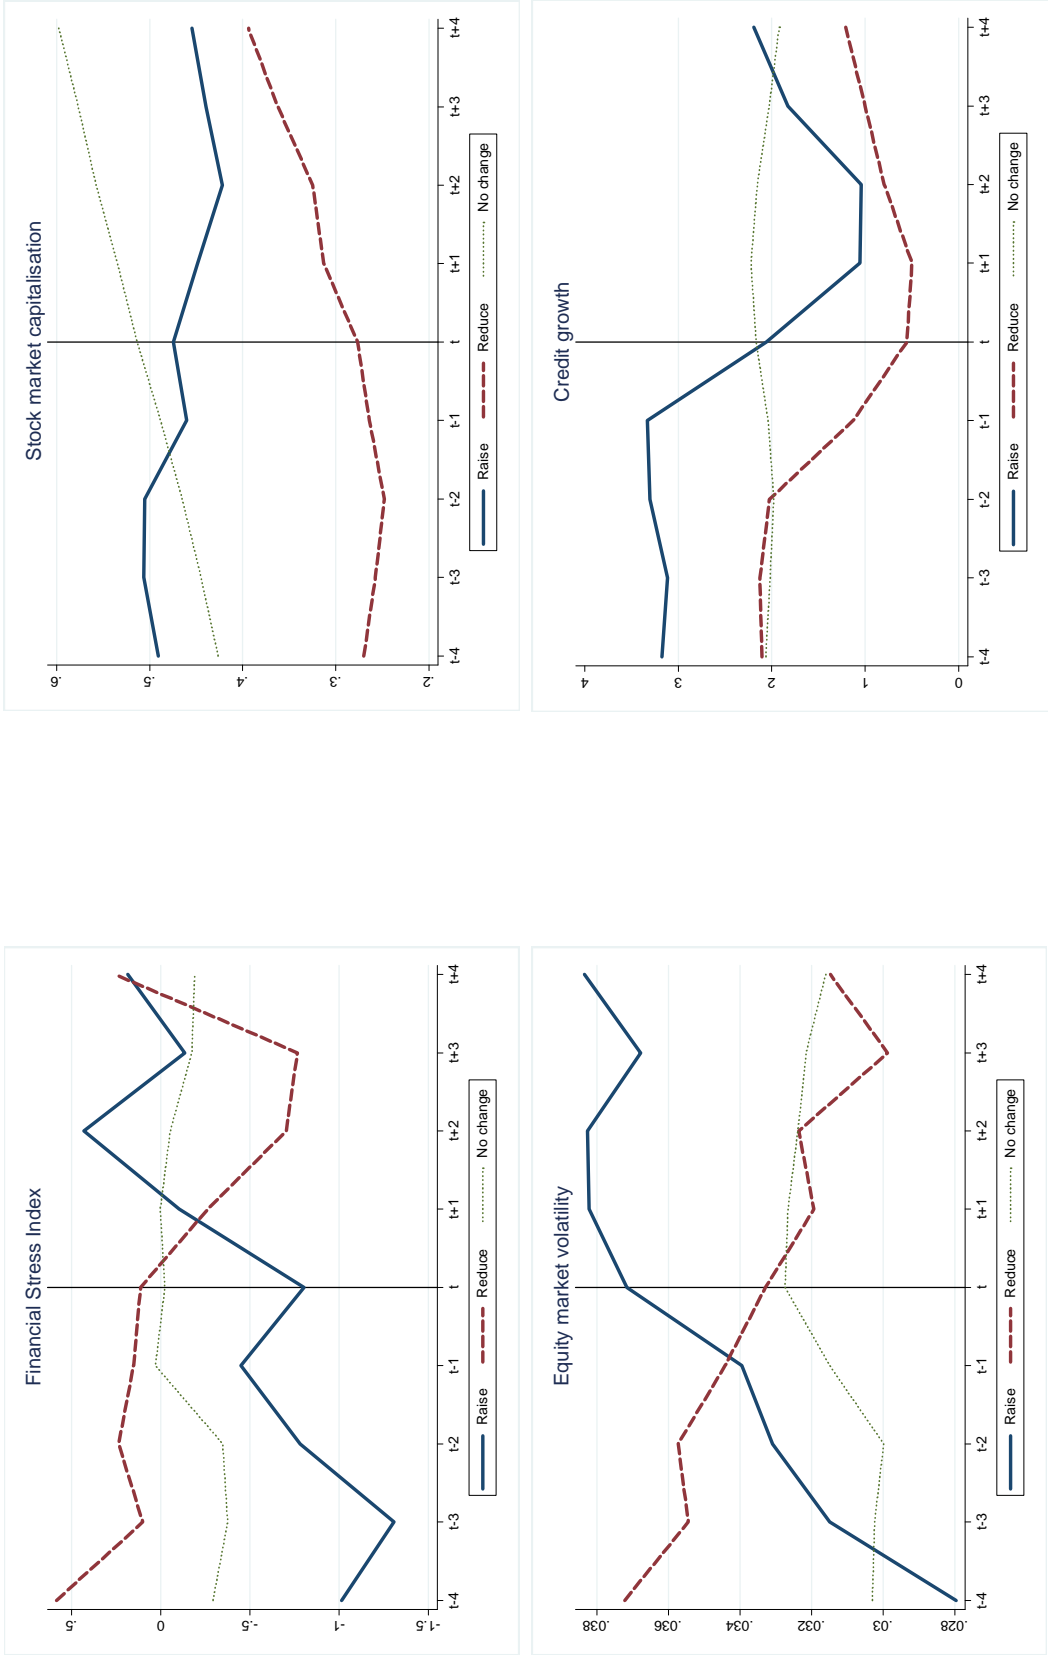 Financial Stress Index
.5
0
-.5
-1
-1.5
t-4 t-3 t-2 t-1 t t+1 t+2 t+3 t+4
Raise Reduce No change
Stock market capitalisation
.6
.5
.4
.3
.2
t-4 t-3 t-2 t-1 t t+1 t+2 t+3 t+4
Raise Reduce No change
Equity market volatility
.038
.036
.034
.032
.03
.028
t-4 t-3 t-2 t-1 t t+1 t+2 t+3 t+4
Raise Reduce No change
Credit growth
4
3
2
1
0
t-4 t-3 t-2 t-1 t t+1 t+2 t+3 t+4
Raise Reduce No change